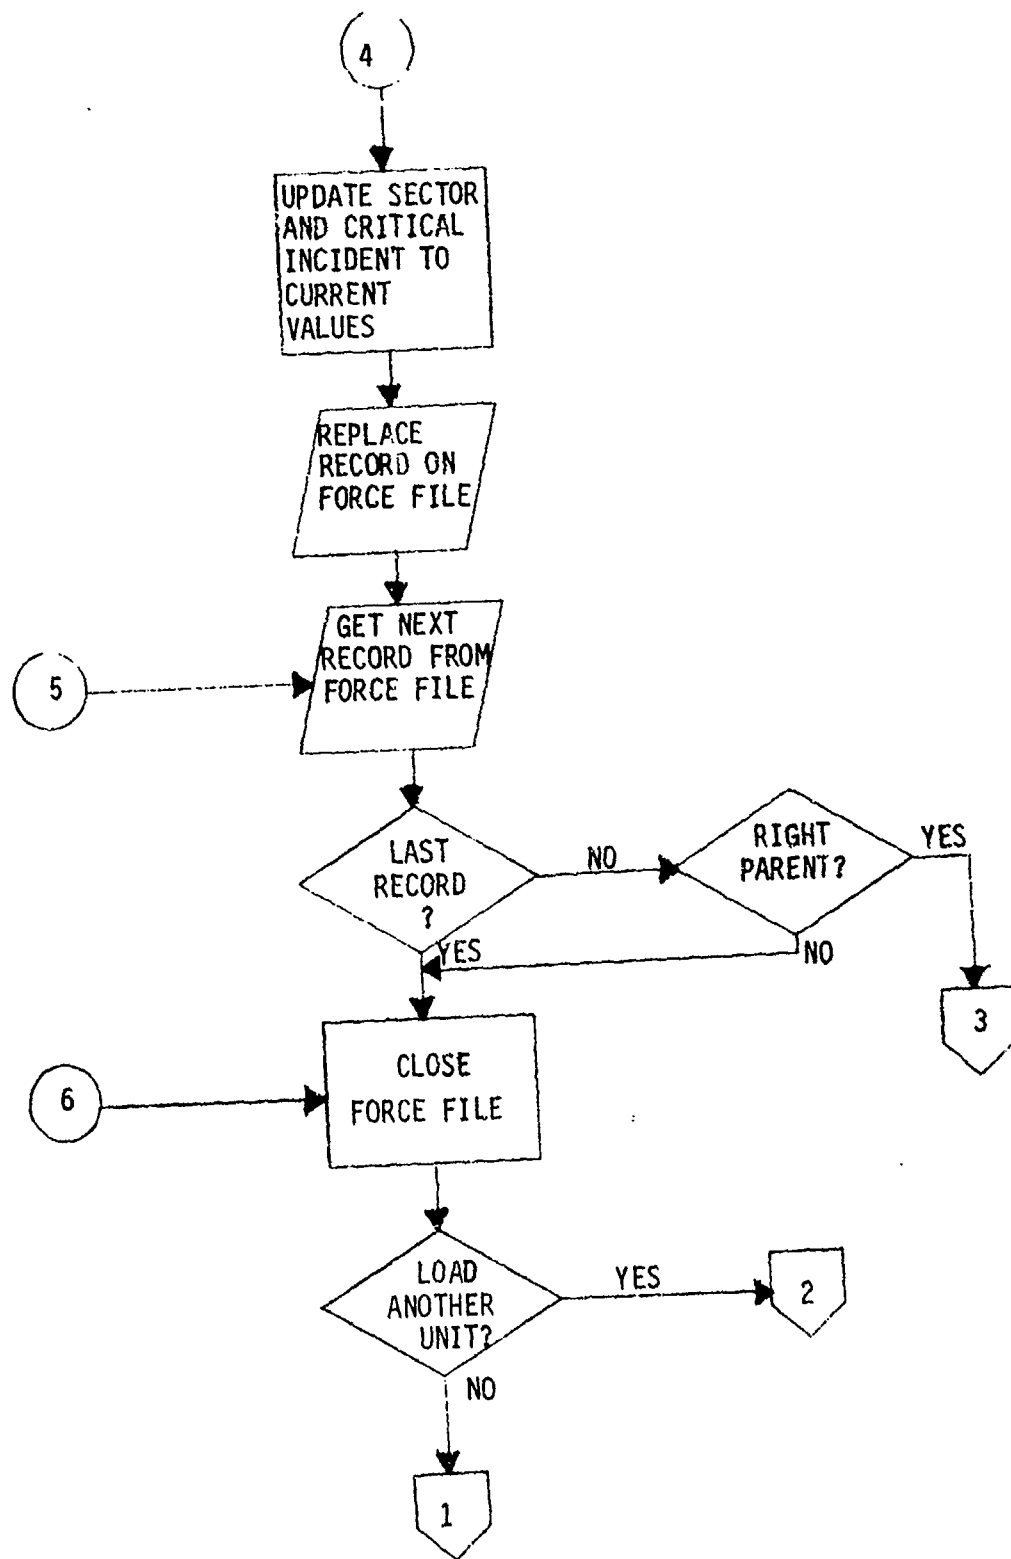 4
UPDATE SECTOR
AND CRITICAL
INCIDENT TO
CURRENT
VALUES
REPLACE
RECORD ON
FORCE FILE
GET NEXT
RECORD FROM
FORCE FILE
5
LAST
RECORD
?
NO
RIGHT
PARENT?
YES
YES
NO
3
CLOSE
FORCE FILE
6
LOAD
ANOTHER
UNIT?
YES
2
NO
1